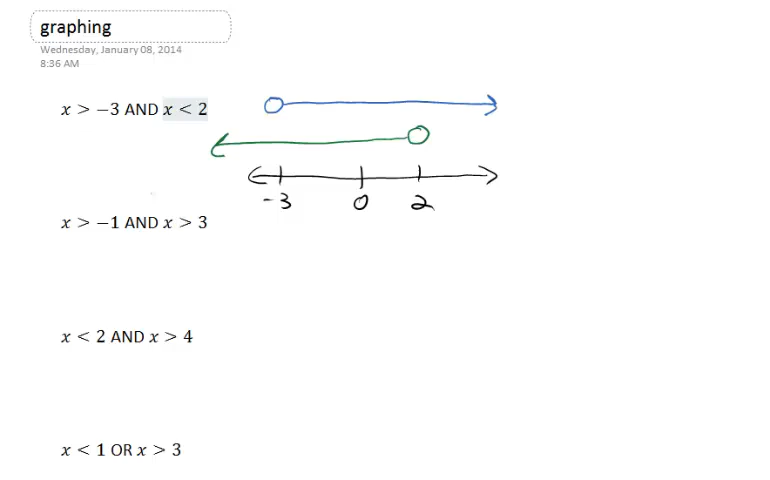 graphing
Wednesday, January 08, 2014
8:36 AM
x > −3 AND x < 2
-3 0 2
x > −1 AND x > 3
x < 2 AND x > 4
x < 1 OR x > 3